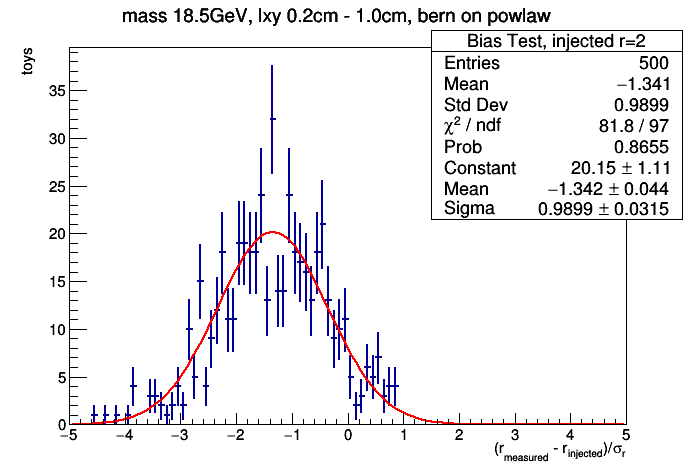 mass 18.5GeV, lxy 0.2cm - 1.0cm, bern on powlaw
Bias Test, injected r=2
Entries 500
Mean −1.341
Std Dev 0.9899
χ² / ndf 81.8 / 97
Prob 0.8655
Constant 20.15 ± 1.11
Mean −1.342 ± 0.044
Sigma 0.9899 ± 0.0315
toys
35
30
25
20
15
10
5
0
−5 −4 −3 −2 −1 0 1 2 3 4 5
(r_measured - r_injected)/σ_r